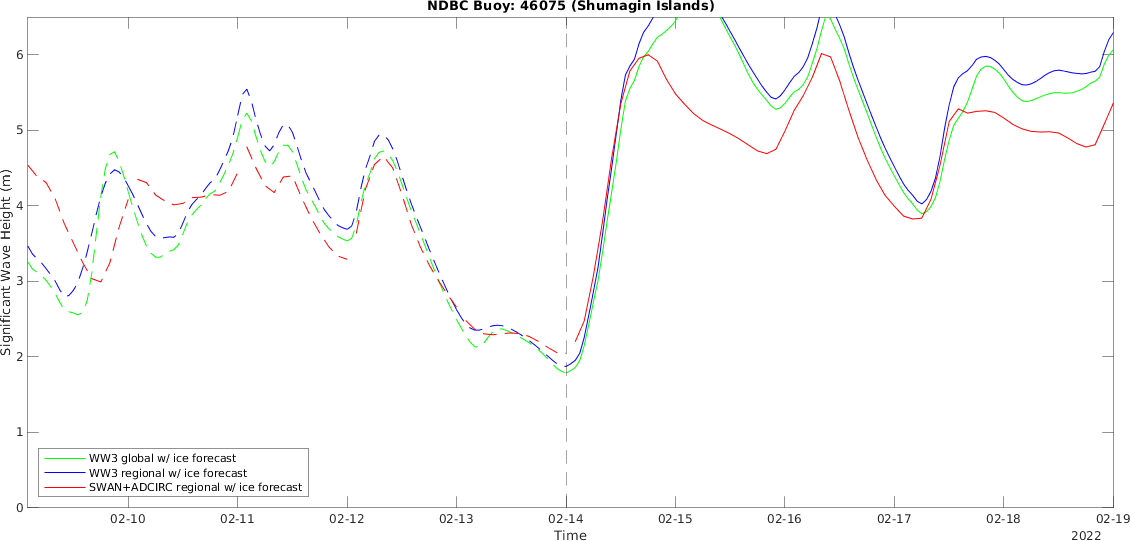 NDBC Buoy: 46075 (Shumagin Islands)
Significant Wave Height (m)
6
5
4
3
2
1
0
WW3 global w/ ice forecast
WW3 regional w/ ice forecast
SWAN+ADCIRC regional w/ ice forecast
02-10 02-11 02-12 02-13 02-14 02-15 02-16 02-17 02-18 02-19
Time
2022